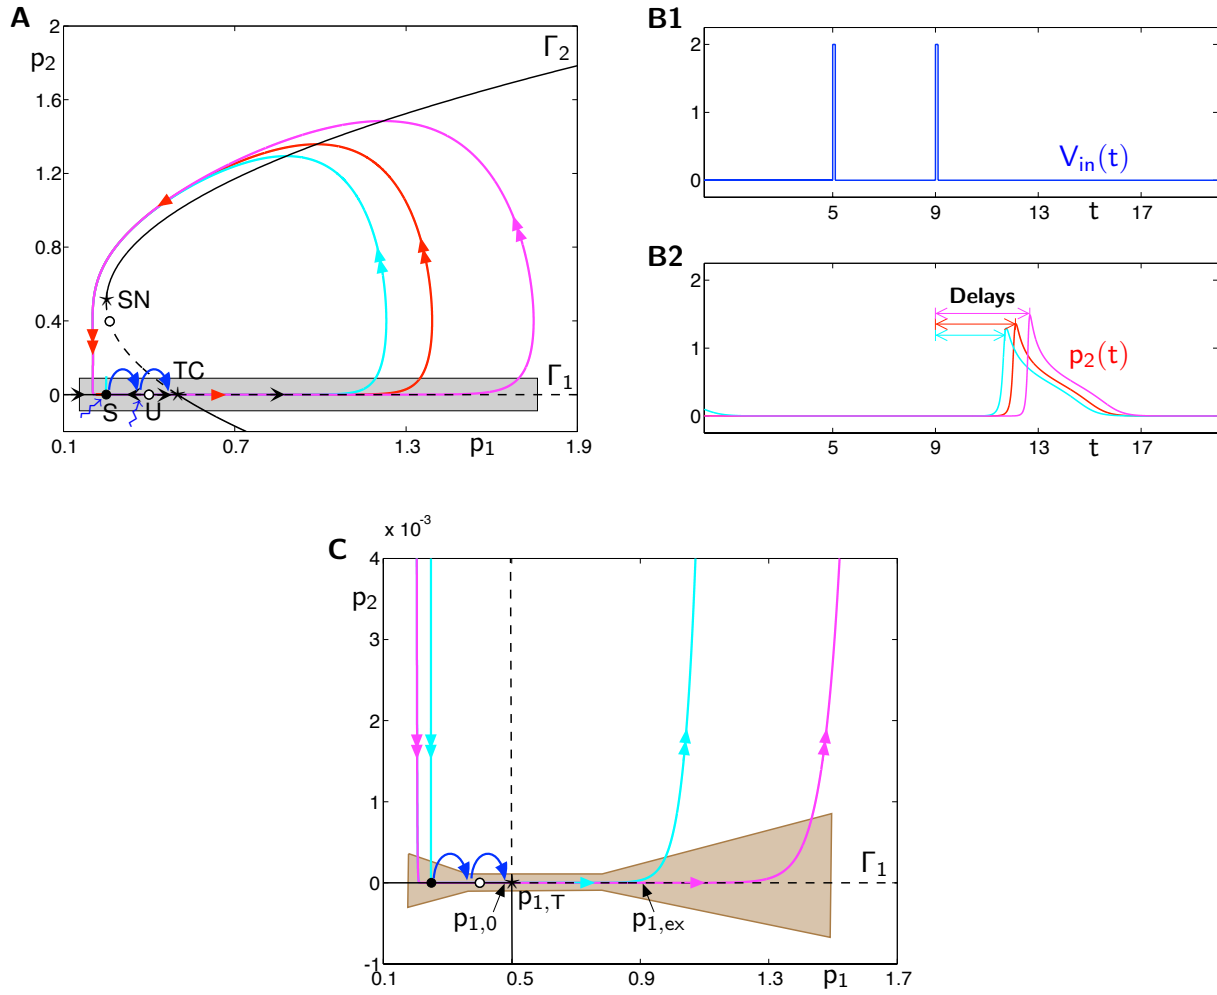 A
2
p2
1.6
1.2
0.8
0.4
0
Γ2
SN
TC
Γ1
S
U
0.1
0.7
p1
1.3
1.9
B1
2
1
0
Vin(t)
5
9
13
t
17
B2
2
1
0
Delays
p2(t)
5
9
13
t
17
C
x 10-3
4
p2
3
2
1
0
-1
Γ1
p1,0
p1,T
p1,ex
0.1
0.5
0.9
1.3
p1
1.7